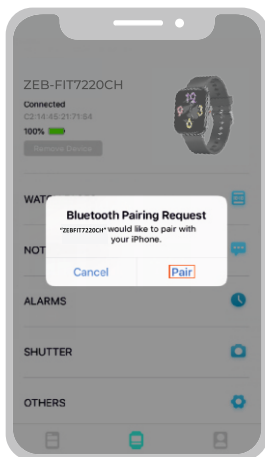 ZEB-FIT7220CH
Connected
C2:14:45:21:71:64
100%
Remove Device
Bluetooth Pairing Request
"ZEBFIT7220CH" would like to pair with
your iPhone.
Cancel Pair
ALARMS
SHUTTER
OTHERS